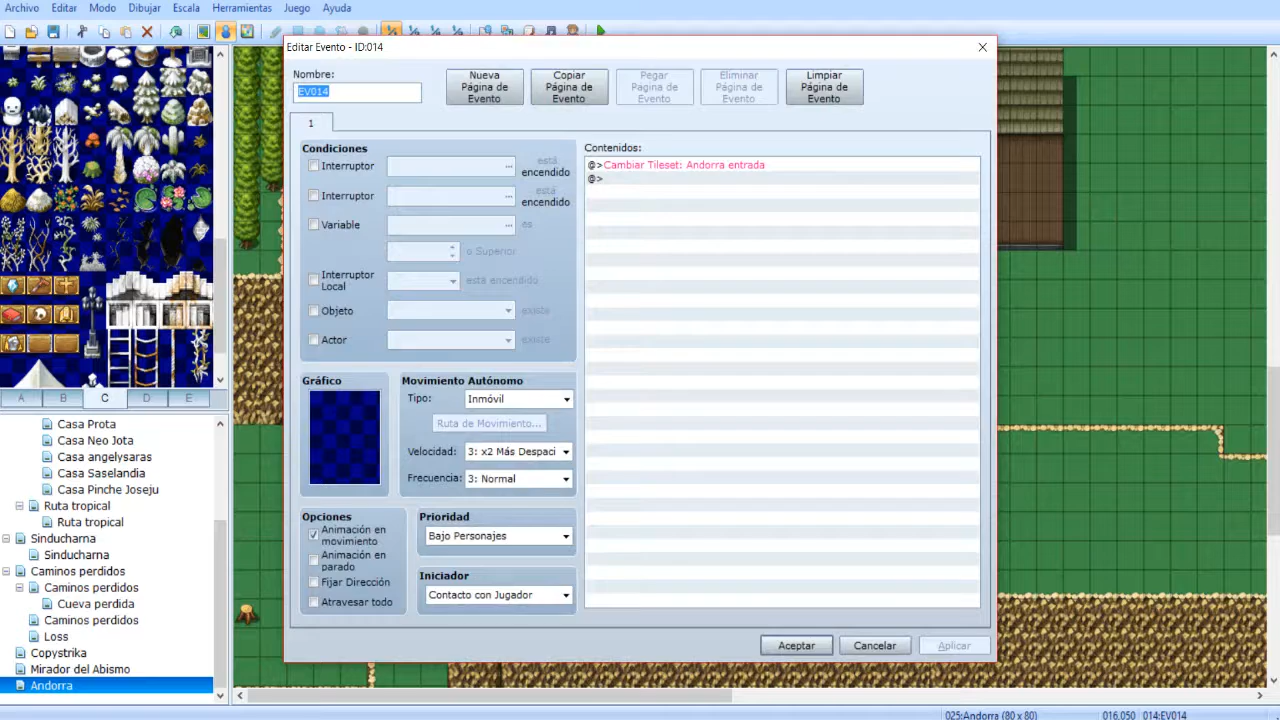 Archivo Editar Modo Dibujar Escala Herramientas Juego Ayuda
Editar Evento - ID:014
Nombre:
EV014
Nueva
Página de
Evento
Copiar
Página de
Evento
Pegar
Página de
Evento
Eliminar
Página de
Evento
Limpiar
Página de
Evento
1
Condiciones
Interruptor
... está
encendido
Interruptor
... está
encendido
Variable
... es
o Superior
Interruptor
Local
está encendido
Objeto
existe
Actor
existe
Contenidos:
@>Cambiar Tileset: Andorra entrada
@>
Gráfico
Movimiento Autónomo
Tipo: Inmóvil
Ruta de Movimiento...
Velocidad: 3: x2 Más Despaci
Frecuencia: 3: Normal
Opciones
Animación en
movimiento
Animación en
parado
Fijar Dirección
Atravesar todo
Prioridad
Bajo Personajes
Iniciador
Contacto con Jugador
Aceptar Cancelar Aplicar
A B C D E
Casa Prota
Casa Neo Jota
Casa angelysaras
Casa Saselandia
Casa Pinche Joseju
Ruta tropical
Ruta tropical
Sinducharna
Sinducharna
Caminos perdidos
Caminos perdidos
Cueva perdida
Caminos perdidos
Loss
Copystrika
Mirador del Abismo
Andorra
025:Andorra (80 x 80) 016,050 014:EV014